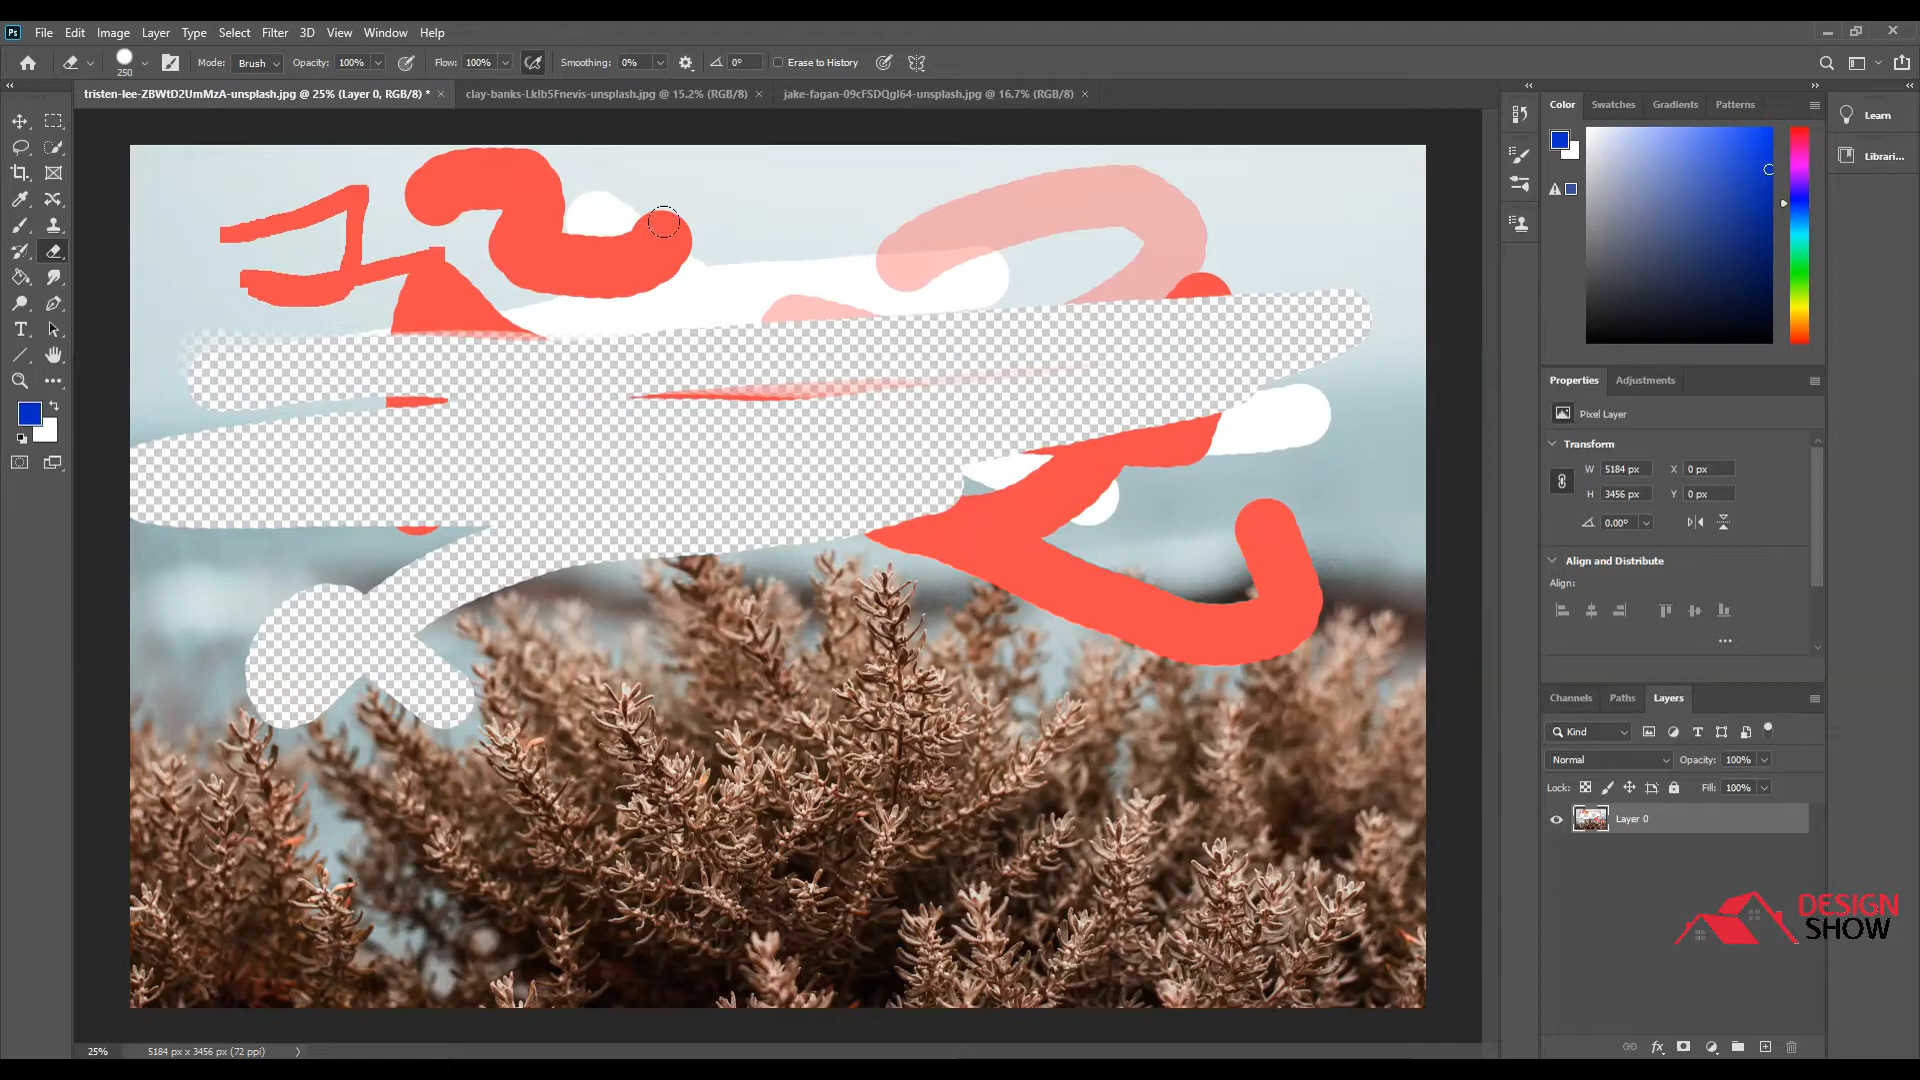 Ps File Edit Image Layer Type Select Filter 3D View Window Help
250 Mode: Brush Opacity: 100% Flow: 100% Smoothing: 0% 0° Erase to History
tristen-lee-ZBWtD2UmMzA-unsplash.jpg @ 25% (Layer 0, RGB/8) * × clay-banks-LkIb5Fnevis-unsplash.jpg @ 15.2% (RGB/8) × jake-fagan-09cFSDQgI64-unsplash.jpg @ 16.7% (RGB/8) ×
Color Swatches Gradients Patterns
Learn
Librari...
Properties Adjustments
Pixel Layer
Transform
W 5184 px X 0 px
H 3456 px Y 0 px
0.00°
Align and Distribute
Align:
Channels Paths Layers
Kind
Normal Opacity: 100%
Lock: Fill: 100%
Layer 0
DESIGN
SHOW
25% 5184 px x 3456 px (72 ppi)